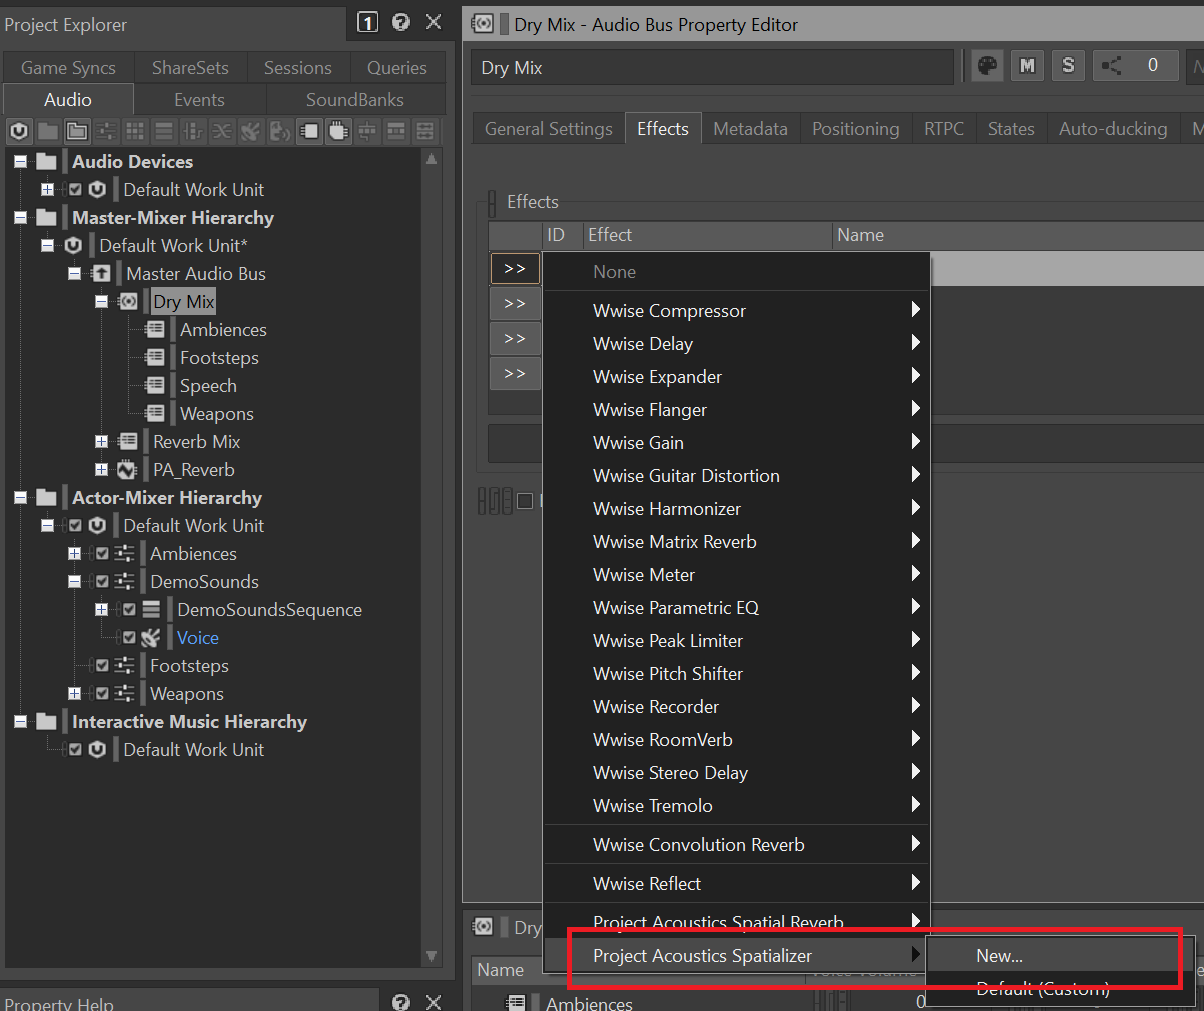 Project Explorer
1
?
Game Syncs
ShareSets
Sessions
Queries
Audio
Events
SoundBanks
Audio Devices
Default Work Unit
Master-Mixer Hierarchy
Default Work Unit*
Master Audio Bus
Dry Mix
Ambiences
Footsteps
Speech
Weapons
Reverb Mix
PA_Reverb
Actor-Mixer Hierarchy
Default Work Unit
Ambiences
DemoSounds
DemoSoundsSequence
Voice
Footsteps
Weapons
Interactive Music Hierarchy
Default Work Unit
Property Help
?
Dry Mix - Audio Bus Property Editor
Dry Mix
M
S
0
N
General Settings
Effects
Metadata
Positioning
RTPC
States
Auto-ducking
M
Effects
ID
Effect
Name
>>
>>
>>
>>
None
Wwise Compressor
Wwise Delay
Wwise Expander
Wwise Flanger
Wwise Gain
Wwise Guitar Distortion
Wwise Harmonizer
Wwise Matrix Reverb
Wwise Meter
Wwise Parametric EQ
Wwise Peak Limiter
Wwise Pitch Shifter
Wwise Recorder
Wwise RoomVerb
Wwise Stereo Delay
Wwise Tremolo
Wwise Convolution Reverb
Wwise Reflect
Project Acoustics Spatial Reverb
Project Acoustics Spatializer
New...
Default (Custom)
Dry
Name
Voice Volume
Ambiences
0